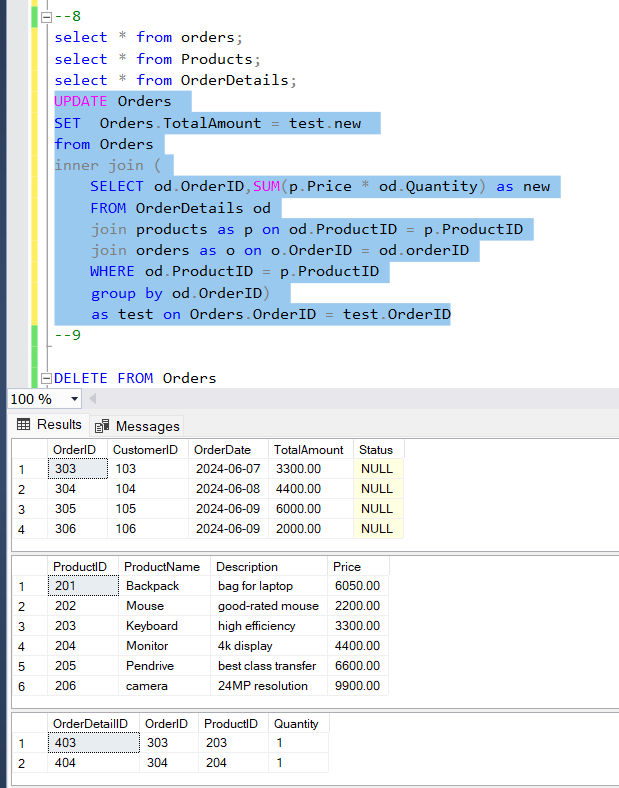 --8
select * from orders;
select * from Products;
select * from OrderDetails;
UPDATE Orders
SET  Orders.TotalAmount = test.new
from Orders
inner join (
SELECT od.OrderID,SUM(p.Price * od.Quantity) as new
FROM OrderDetails od
join products as p on od.ProductID = p.ProductID
join orders as o on o.OrderID = od.orderID
WHERE od.ProductID = p.ProductID
group by od.OrderID)
as test on Orders.OrderID = test.OrderID
--9
DELETE FROM Orders
100 %
Results Messages
OrderID CustomerID OrderDate TotalAmount Status
1 303 103 2024-06-07 3300.00 NULL
2 304 104 2024-06-08 4400.00 NULL
3 305 105 2024-06-09 6000.00 NULL
4 306 106 2024-06-09 2000.00 NULL
ProductID ProductName Description Price
1 201 Backpack bag for laptop 6050.00
2 202 Mouse good-rated mouse 2200.00
3 203 Keyboard high efficiency 3300.00
4 204 Monitor 4k display 4400.00
5 205 Pendrive best class transfer 6600.00
6 206 camera 24MP resolution 9900.00
OrderDetailID OrderID ProductID Quantity
1 403 303 203 1
2 404 304 204 1